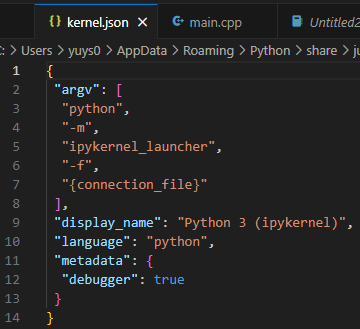 kernel.json × main.cpp Untitled2
C: > Users > yuys0 > AppData > Roaming > Python > share > ju
1 {
2 "argv": [
3 "python",
4 "-m",
5 "ipykernel_launcher",
6 "-f",
7 "{connection_file}"
8 ],
9 "display_name": "Python 3 (ipykernel)",
10 "language": "python",
11 "metadata": {
12 "debugger": true
13 }
14 }